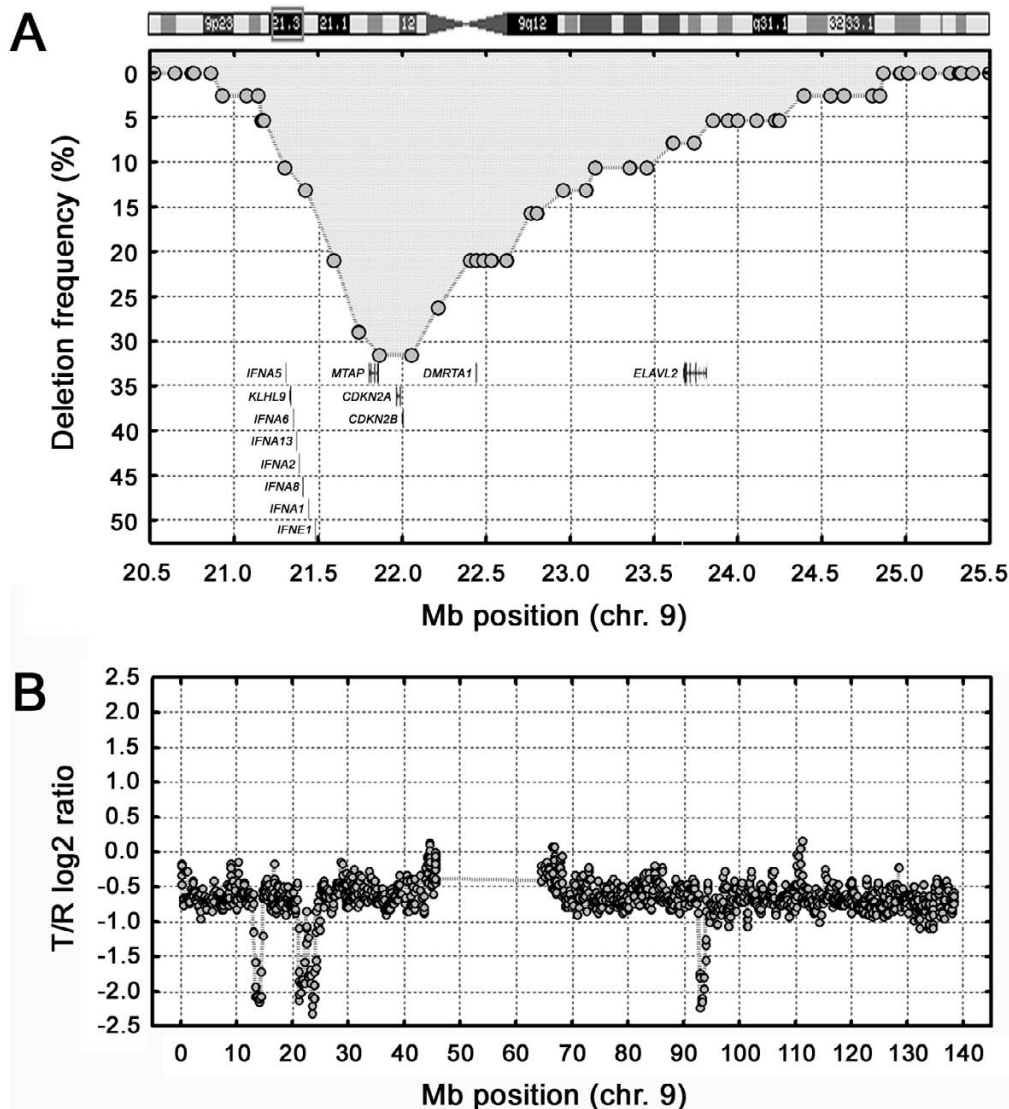 A
9p23 21.3 21.1 12 9q12 q31.1 32 33.1
Deletion frequency (%)
0
5
10
15
20
25
30
35
40
45
50
IFNA5 MTAP DMRTA1 ELAVL2
KLHL9 CDKN2A
IFNA6 CDKN2B
IFNA13
IFNA2
IFNA8
IFNA1
IFNE1
20.5 21.0 21.5 22.0 22.5 23.0 23.5 24.0 24.5 25.0 25.5
Mb position (chr. 9)
B
T/R log2 ratio
2.5
2.0
1.5
1.0
0.5
0.0
-0.5
-1.0
-1.5
-2.0
-2.5
0 10 20 30 40 50 60 70 80 90 100 110 120 130 140
Mb position (chr. 9)